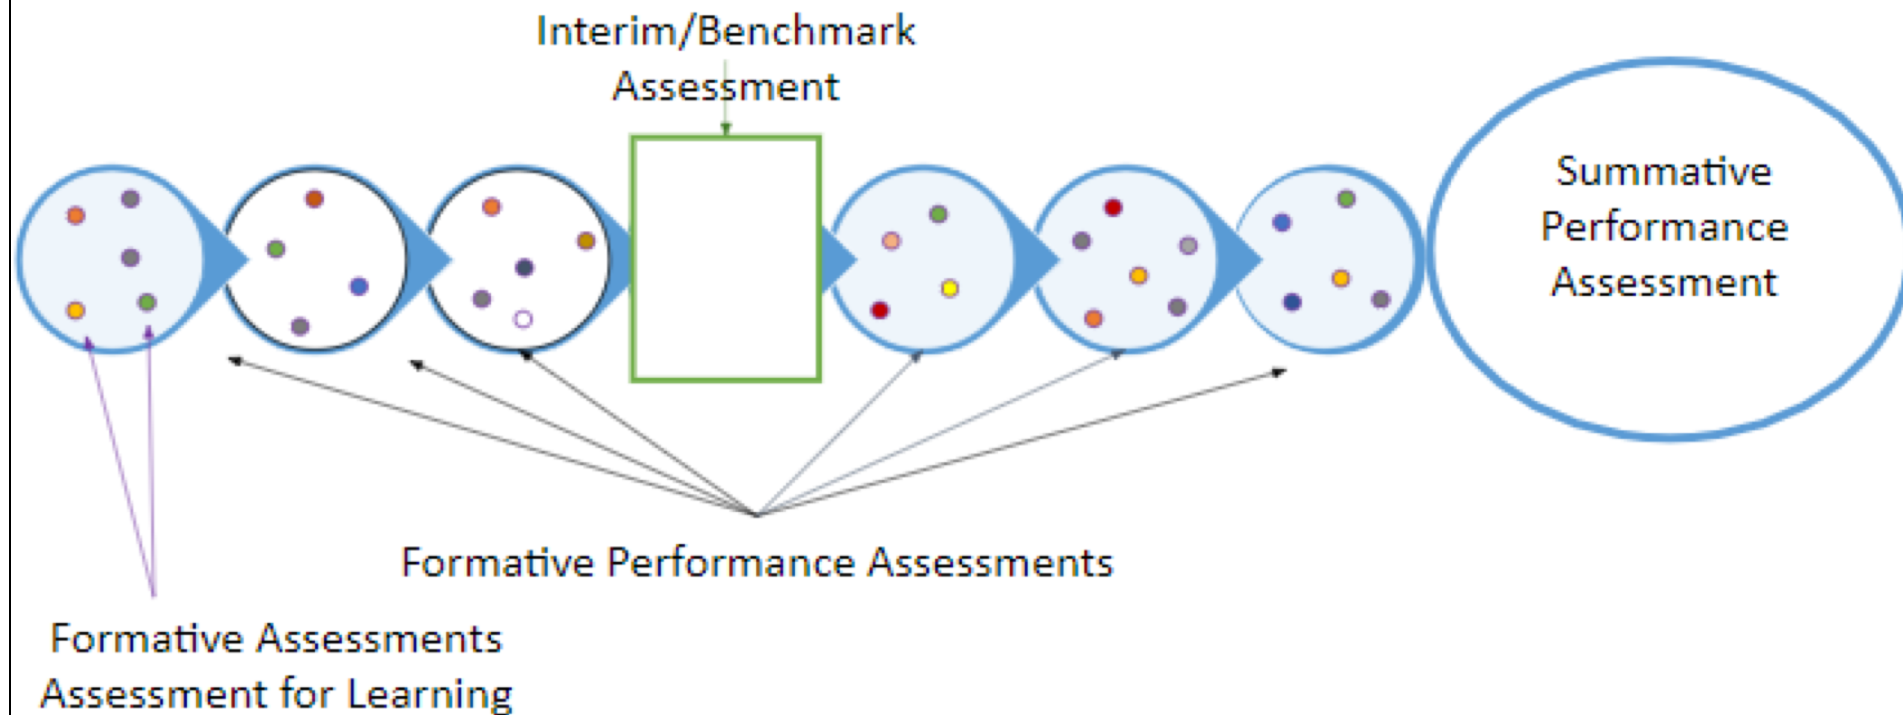 Interim/Benchmark
Assessment
Summative
Performance
Assessment
Formative Performance Assessments
Formative Assessments
Assessment for Learning